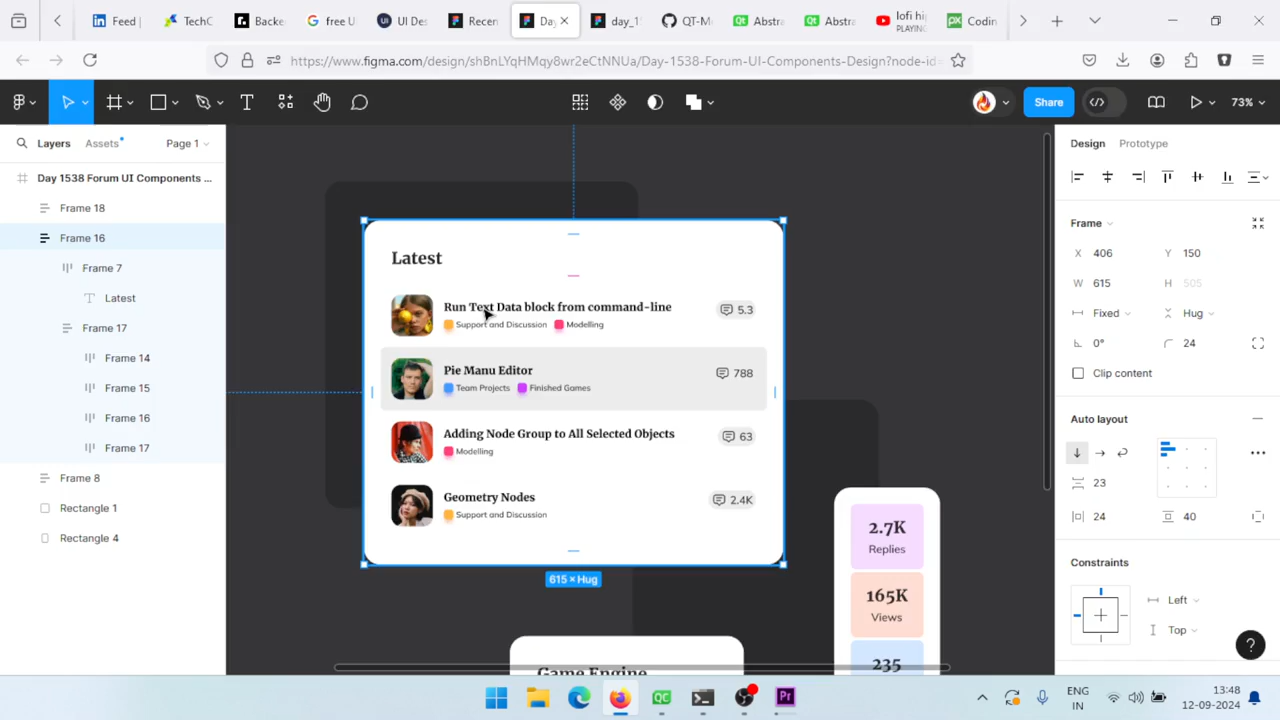 Feed
TechC
Backe
free U
UI Des
Recen
Day
day_1
QT-M
Abstra
Abstra
lofi hi
PLAYING
Codin
https://www.figma.com/design/shBnLYqHMqy8wr2eCtNNUa/Day-1538-Forum-UI-Components-Design?node-id=
Share
73%
Layers
Assets
Page 1
Day 1538 Forum UI Components ...
Frame 18
Frame 16
Frame 7
Latest
Frame 17
Frame 14
Frame 15
Frame 16
Frame 17
Frame 8
Rectangle 1
Rectangle 4
Latest
Run Text Data block from command-line
Support and Discussion Modelling
5.3
Pie Manu Editor
Team Projects Finished Games
788
Adding Node Group to All Selected Objects
Modelling
63
Geometry Nodes
Support and Discussion
2.4K
615 × Hug
2.7K
Replies
165K
Views
235
Game Engine
Design
Prototype
Frame
X 406 Y 150
W 615 H 505
Fixed Hug
0° 24
Clip content
Auto layout
23
24 40
Constraints
Left
Top
?
Pr
ENG
IN
13:48
12-09-2024